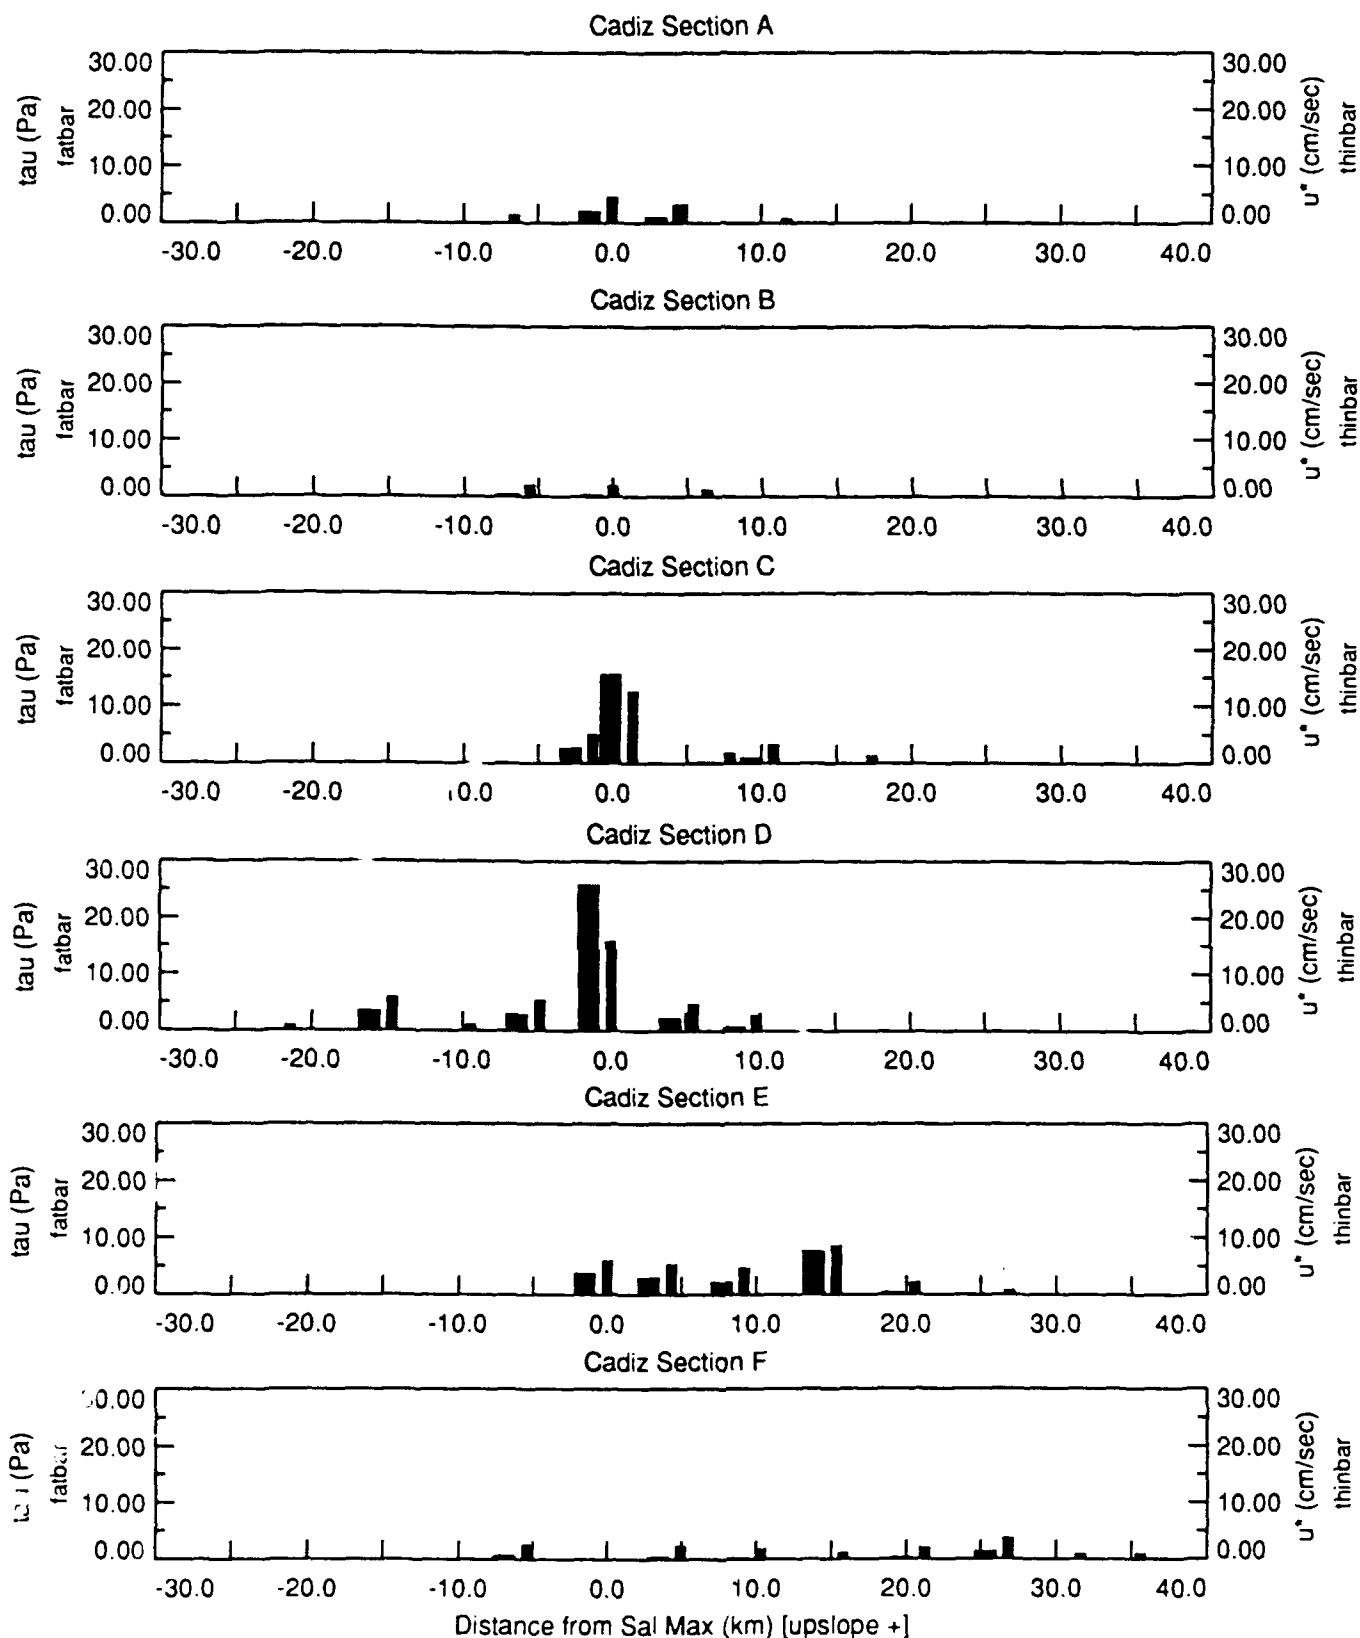 Cadiz Section A
30.00 30.00
20.00 20.00
10.00 10.00
0.00 0.00
tau (Pa)
fatbar
u* (cm/sec)
thinbar
-30.0 -20.0 -10.0 0.0 10.0 20.0 30.0 40.0
Cadiz Section B
30.00 30.00
20.00 20.00
10.00 10.00
0.00 0.00
tau (Pa)
fatbar
u* (cm/sec)
thinbar
-30.0 -20.0 -10.0 0.0 10.0 20.0 30.0 40.0
Cadiz Section C
30.00 30.00
20.00 20.00
10.00 10.00
0.00 0.00
tau (Pa)
fatbar
u* (cm/sec)
thinbar
-30.0 -20.0 0.0 10.0 20.0 30.0 40.0
Cadiz Section D
30.00 30.00
20.00 20.00
10.00 10.00
0.00 0.00
tau (Pa)
fatbar
u* (cm/sec)
thinbar
-30.0 -20.0 -10.0 0.0 10.0 20.0 30.0 40.0
Cadiz Section E
30.00 30.00
20.00 20.00
10.00 10.00
0.00 0.00
tau (Pa)
fatbar
u* (cm/sec)
thinbar
-30.0 -20.0 -10.0 0.0 10.0 20.0 30.0 40.0
Cadiz Section F
30.00
20.00 20.00
10.00 10.00
0.00 0.00
(Pa)
u* (cm/sec)
thinbar
-30.0 -20.0 -10.0 0.0 10.0 20.0 30.0 40.0
Distance from Sal Max (km) [upslope +]